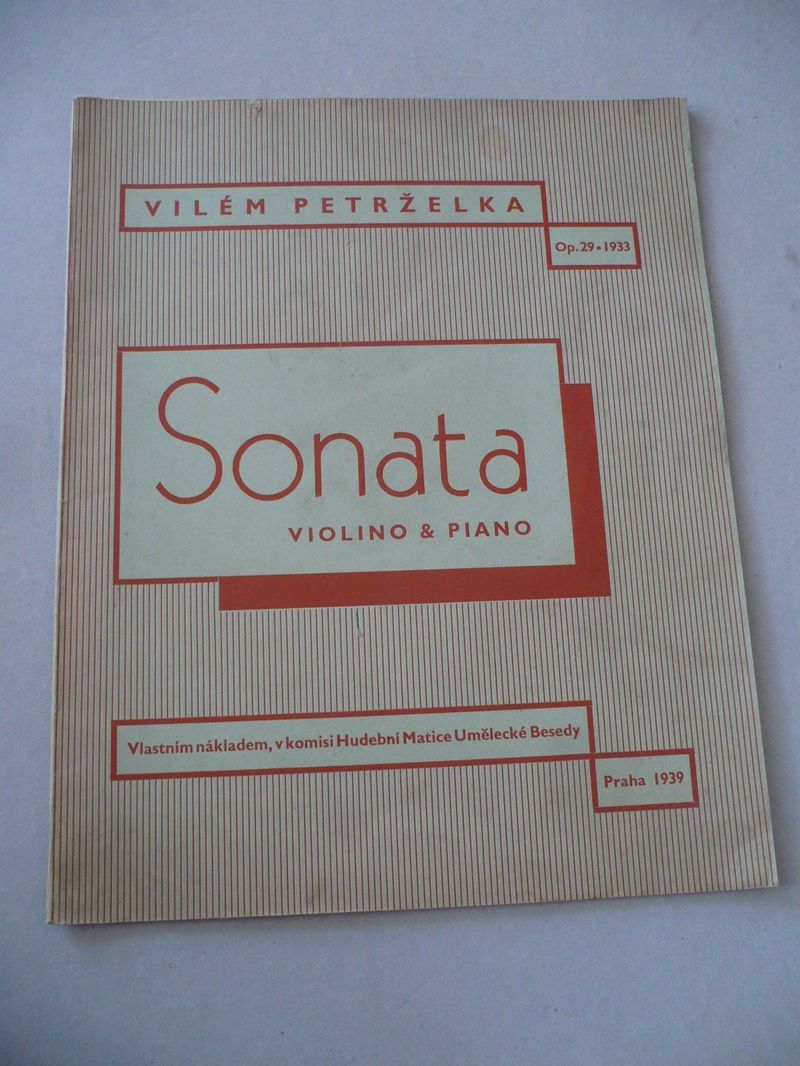 VILÉM PETRŽELKA
Op. 29 • 1933
Sonata
VIOLINO & PIANO
Vlastním nákladem, v komisi Hudební Matice Umělecké Besedy
Praha 1939